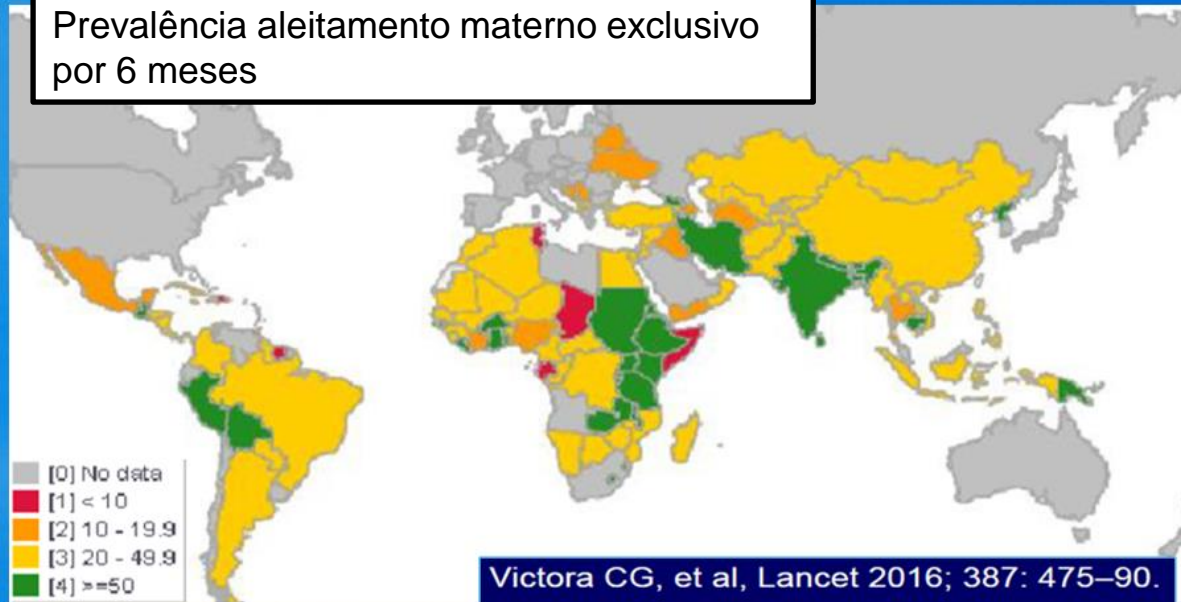 Prevalência aleitamento materno exclusivo
por 6 meses
[0] No data
[1] < 10
[2] 10 - 19.9
[3] 20 - 49.9
[4] >=50
Victora CG, et al, Lancet 2016; 387: 475–90.